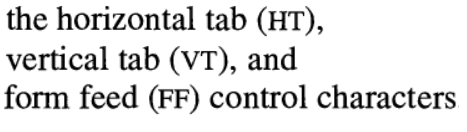 the horizontal tab (HT),
vertical tab (VT), and
form feed (FF) control characters